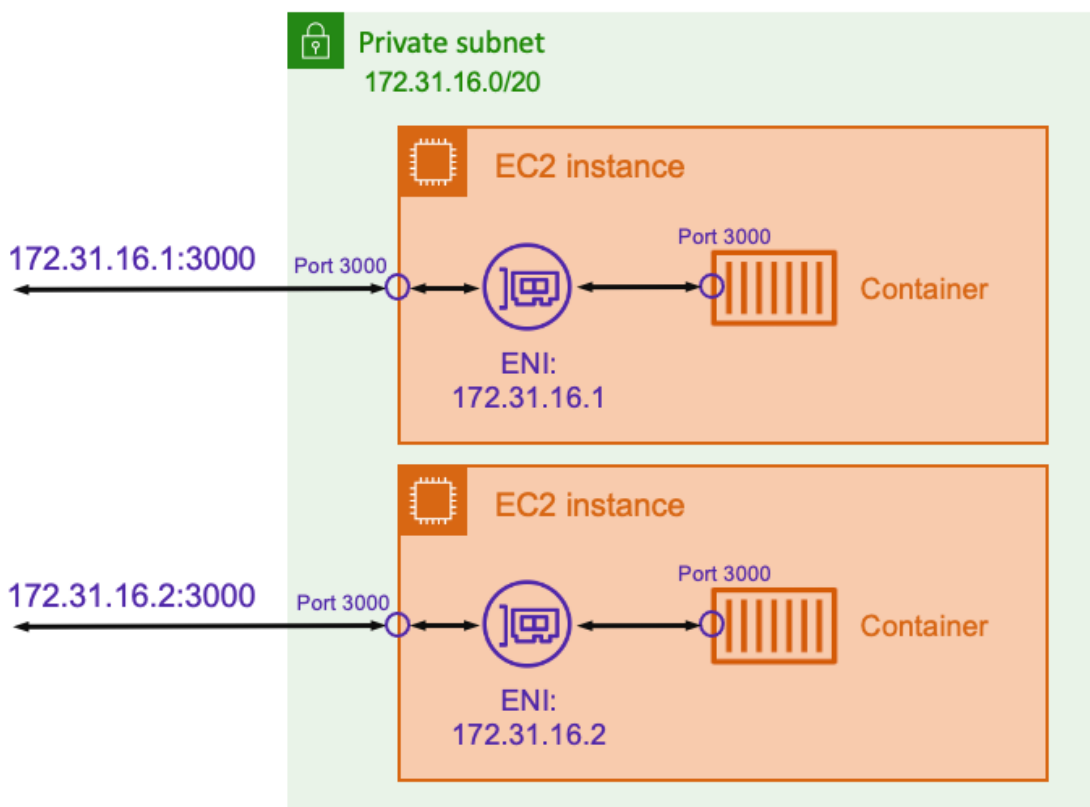 Private subnet
172.31.16.0/20
EC2 instance
172.31.16.1:3000
Port 3000
Port 3000
Container
ENI:
172.31.16.1
EC2 instance
172.31.16.2:3000
Port 3000
Port 3000
Container
ENI:
172.31.16.2